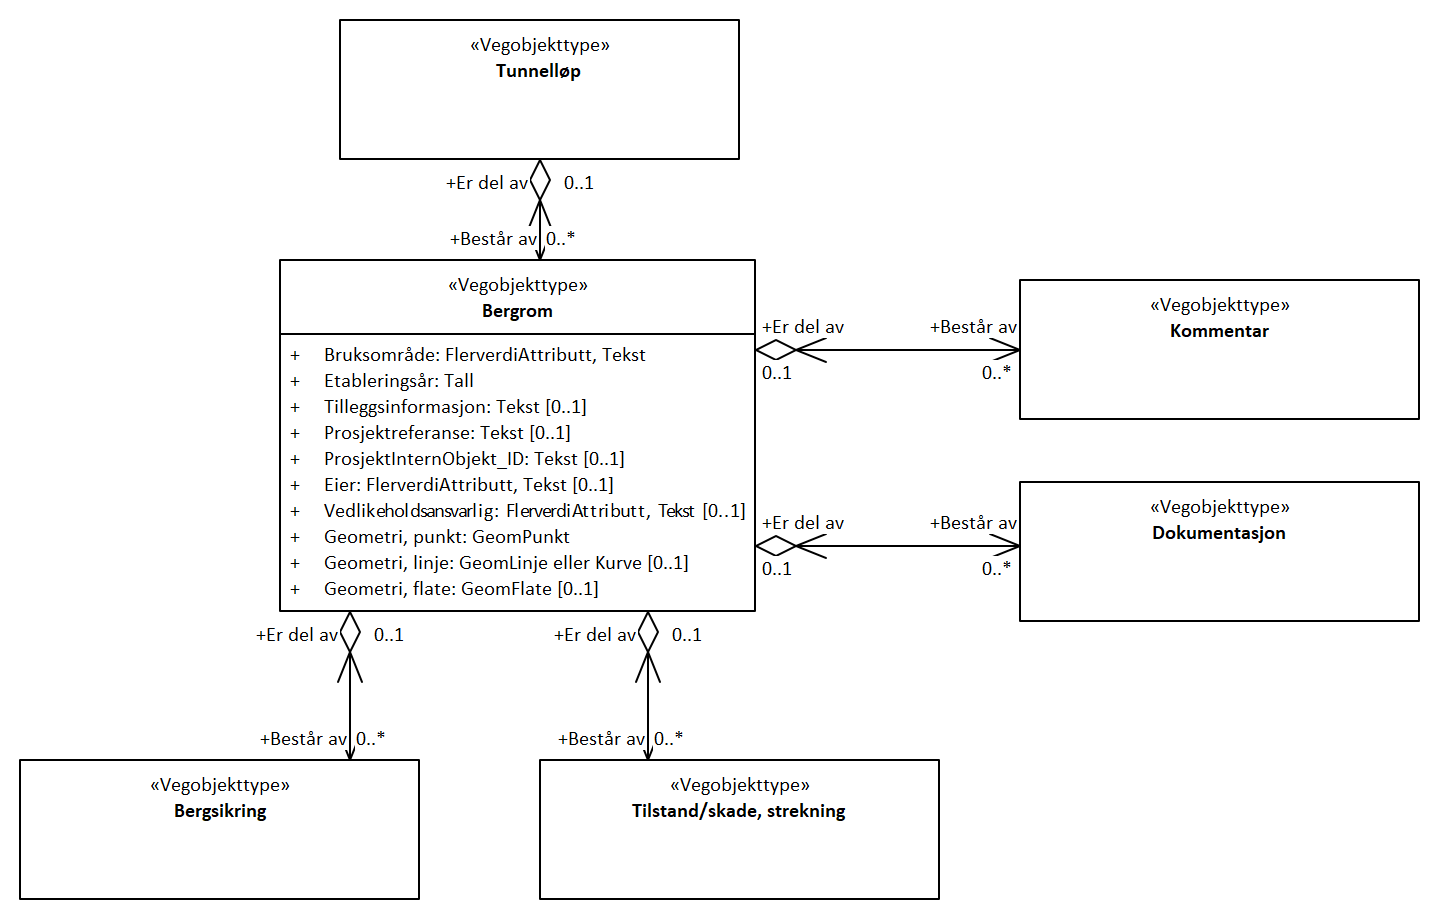 «Vegobjekttype»
Tunnelløp
+Er del av 0..1
+Består av 0..*
«Vegobjekttype»
Bergrom
+ Bruksområde: FlerverdiAttributt, Tekst
+ Etableringsår: Tall
+ Tilleggsinformasjon: Tekst [0..1]
+ Prosjektreferanse: Tekst [0..1]
+ ProsjektInternObjekt_ID: Tekst [0..1]
+ Eier: FlerverdiAttributt, Tekst [0..1]
+ Vedlikeholdsansvarlig: FlerverdiAttributt, Tekst [0..1]
+ Geometri, punkt: GeomPunkt
+ Geometri, linje: GeomLinje eller Kurve [0..1]
+ Geometri, flate: GeomFlate [0..1]
+Er del av +Består av
0..1 0..*
«Vegobjekttype»
Kommentar
+Er del av +Består av
0..1 0..*
«Vegobjekttype»
Dokumentasjon
+Er del av 0..1
+Består av 0..*
«Vegobjekttype»
Bergsikring
+Er del av 0..1
+Består av 0..*
«Vegobjekttype»
Tilstand/skade, strekning